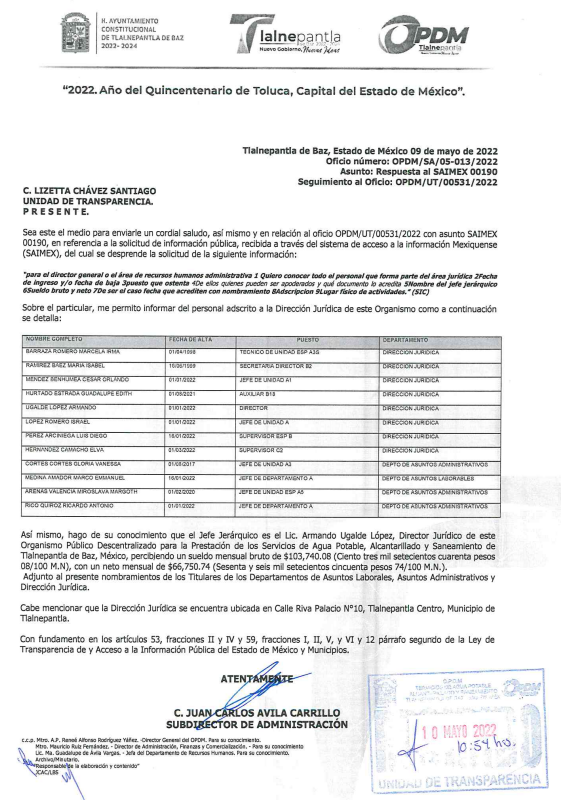 H. AYUNTAMIENTO
CONSTITUCIONAL
DE TLALNEPANTLA DE BAZ
2022- 2024
Tlalnepantla
Nuevo Gobierno, Nuevas Ideas
OPDM
Tlalnepantla
"2022. Año del Quincentenario de Toluca, Capital del Estado de México".
Tlalnepantla de Baz, Estado de México 09 de mayo de 2022
Oficio número: OPDM/SA/05-013/2022
Asunto: Respuesta al SAIMEX 00190
Seguimiento al Oficio: OPDM/UT/00531/2022
C. LIZETTA CHÁVEZ SANTIAGO
UNIDAD DE TRANSPARENCIA.
P R E S E N T E.
Sea este el medio para enviarle un cordial saludo, así mismo y en relación al oficio OPDM/UT/00531/2022 con asunto SAIMEX
00190, en referencia a la solicitud de información pública, recibida a través del sistema de acceso a la información Mexiquense
(SAIMEX), del cual se desprende la solicitud de la siguiente información:
"para el director general o el área de recursos humanos administrativa 1 Quiero conocer todo el personal que forma parte del área jurídica 2Fecha
de ingreso y/o fecha de baja 3puesto que ostenta 4De ellos quienes pueden ser apoderados y qué documento lo acredita 5Nombre del jefe jerárquico
6Sueldo bruto y neto 7De ser el caso fecha que acrediten con nombramiento 8Adscripcion 9Lugar físico de actividades." (SIC)
Sobre el particular, me permito informar del personal adscrito a la Dirección Jurídica de este Organismo como a continuación
se detalla:
NOMBRE COMPLETO FECHA DE ALTA PUESTO DEPARTAMENTO
BARRAZA ROMERO MARCELA IRMA 01/04/1998 TECNICO DE UNIDAD ESP A3S DIRECCION JURIDICA
RAMIREZ BAEZ MARIA ISABEL 10/06/1999 SECRETARIA DIRECTOR B2 DIRECCION JURIDICA
MENDEZ BENHUMEA CESAR ORLANDO 01/01/2022 JEFE DE UNIDAD A1 DIRECCION JURIDICA
HURTADO ESTRADA GUADALUPE EDITH 01/09/2021 AUXILIAR B13 DIRECCION JURIDICA
UGALDE LOPEZ ARMANDO 01/01/2022 DIRECTOR DIRECCION JURIDICA
LOPEZ ROMERO ISRAEL 01/01/2022 JEFE DE UNIDAD A DIRECCION JURIDICA
PEREZ ARCINIEGA LUIS DIEGO 16/01/2022 SUPERVISOR ESP B DIRECCION JURIDICA
HERNANDEZ CAMACHO ELVA 01/03/2022 SUPERVISOR C2 DIRECCION JURIDICA
CORTES CORTES GLORIA VANESSA 01/06/2017 JEFE DE UNIDAD A3 DEPTO DE ASUNTOS ADMINISTRATIVOS
MEDINA AMADOR MARCO EMMANUEL 16/01/2022 JEFE DE DEPARTAMENTO A DEPTO DE ASUNTOS LABORALES
ARENAS VALENCIA MIROSLAVA MARGOTH 01/02/2020 JEFE DE UNIDAD ESP A5 DEPTO DE ASUNTOS ADMINISTRATIVOS
RICO QUIROZ RICARDO ANTONIO 01/01/2022 JEFE DE DEPARTAMENTO A DEPTO DE ASUNTOS ADMINISTRATIVOS
Así mismo, hago de su conocimiento que el Jefe Jerárquico es el Lic. Armando Ugalde López, Director Jurídico de este
Organismo Público Descentralizado para la Prestación de los Servicios de Agua Potable, Alcantarillado y Saneamiento de
Tlalnepantla de Baz, México, percibiendo un sueldo mensual bruto de $103,740.08 (Ciento tres mil setecientos cuarenta pesos
08/100 M.N), con un neto mensual de $66,750.74 (Sesenta y seis mil setecientos cincuenta pesos 74/100 M.N.).
Adjunto al presente nombramientos de los Titulares de los Departamentos de Asuntos Laborales, Asuntos Administrativos y
Dirección Jurídica.
Cabe mencionar que la Dirección Jurídica se encuentra ubicada en Calle Riva Palacio N°10, Tlalnepantla Centro, Municipio de
Tlalnepantla.
Con fundamento en los artículos 53, fracciones II y IV y 59, fracciones I, II, V, y VI y 12 párrafo segundo de la Ley de
Transparencia de y Acceso a la Información Pública del Estado de México y Municipios.
ATENTAMENTE
C. JUAN CARLOS AVILA CARRILLO
SUBDIRECTOR DE ADMINISTRACIÓN
c.c.p. Mtro. A.P. Raneé Alfonso Rodríguez Yáñez. -Director General del OPDM. Para su conocimiento
Mtro. Mauricio Ruiz Fernández. - Director de Administración, Finanzas y Comercialización. - Para su conocimiento
Lic. Ma. Guadalupe de Ávila Vargas. - Jefa del Departamento de Recursos Humanos. Para su conocimiento.
Archivo/Minutario.
"Responsable de la elaboración y contenido"
JCAC/LBS
O.P.D.M.
OPDM
10 MAYO 2022
10:54 hs.
UNIDAD DE TRANSPARENCIA